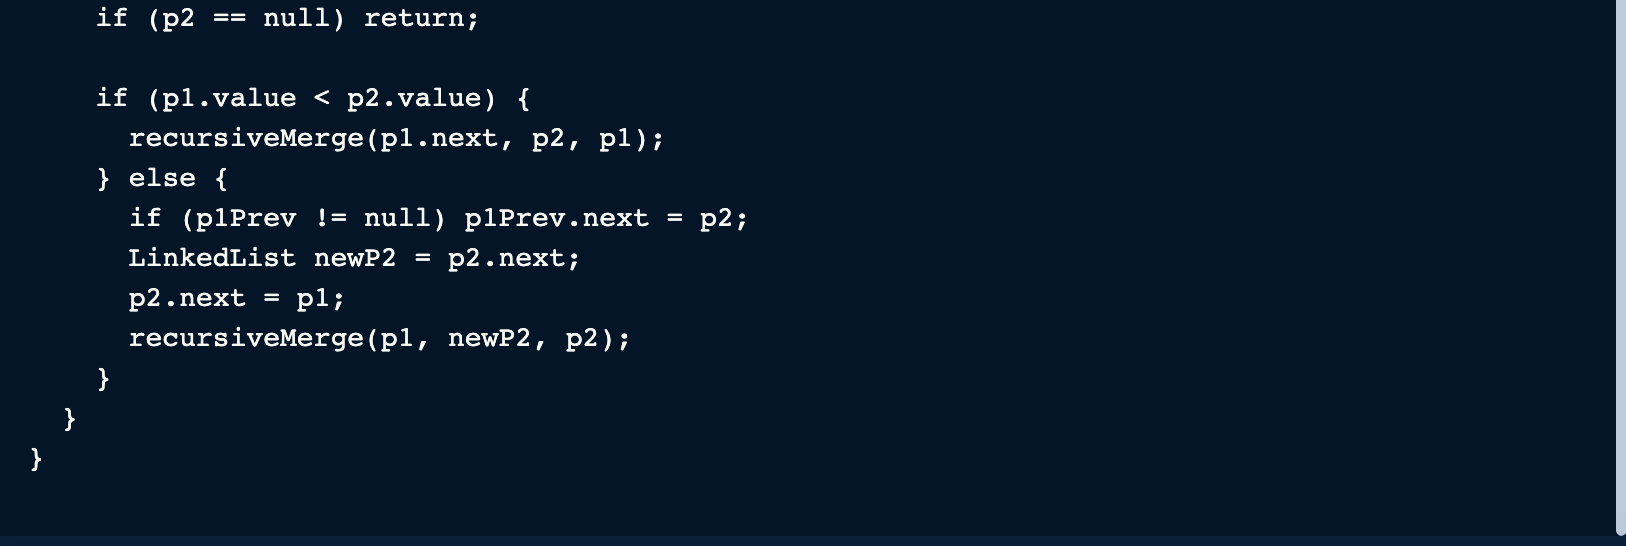 if (p2 == null) return;
if (p1.value < p2.value) {
recursiveMerge(p1.next, p2, p1);
} else {
if (p1Prev != null) p1Prev.next = p2;
LinkedList newP2 = p2.next;
p2.next = p1;
recursiveMerge(p1, newP2, p2);
}
}
}